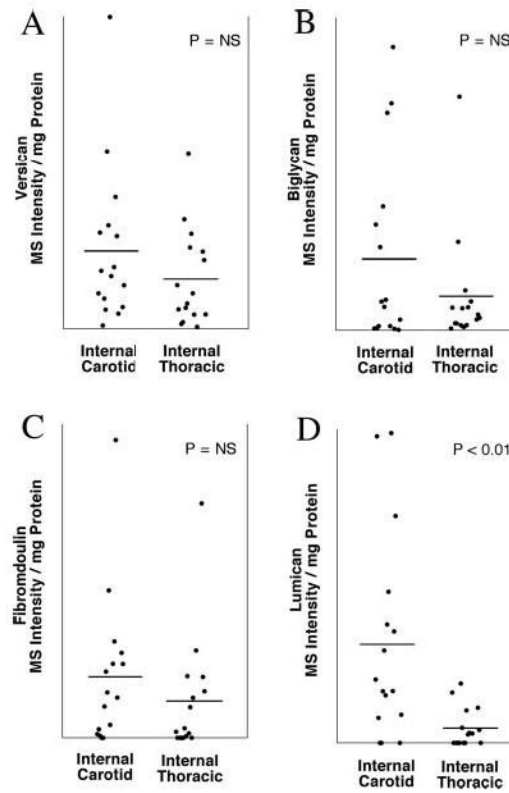 A
P = NS
Versican
MS Intensity / mg Protein
Internal Carotid
Internal Thoracic
B
P = NS
Biglycan
MS Intensity / mg Protein
Internal Carotid
Internal Thoracic
C
P = NS
Fibromdoulin
MS Intensity / mg Protein
Internal Carotid
Internal Thoracic
D
P < 0.01
Lumican
MS Intensity / mg Protein
Internal Carotid
Internal Thoracic